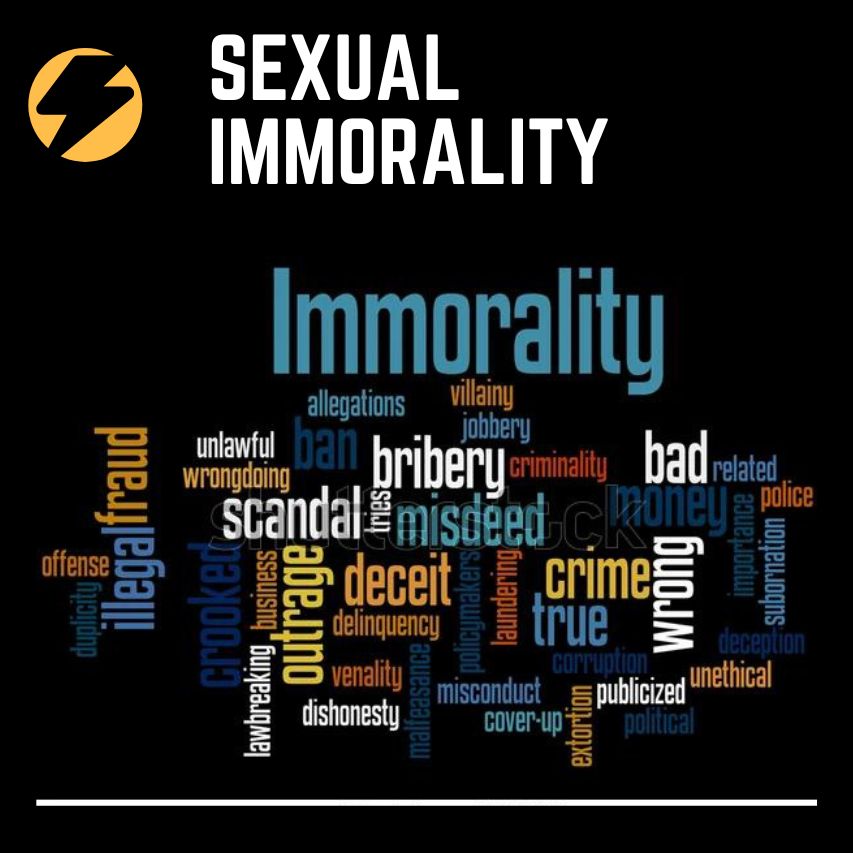 SEXUAL
IMMORALITY
Immorality
allegations
villainy
jobbery
fraud
unlawful
ban
bribery
criminality
bad
related
wrongdoing
scandal
tries
misdeed
money
police
shutterstock
importance
subornation
offense
illegal
duplicity
crooked
business
outrage
deceit
policymakers
laundering
crime
wrong
true
delinquency
deception
lawbreaking
venality
malfeasance
corruption
unethical
misconduct
publicized
dishonesty
cover-up
extortion
political